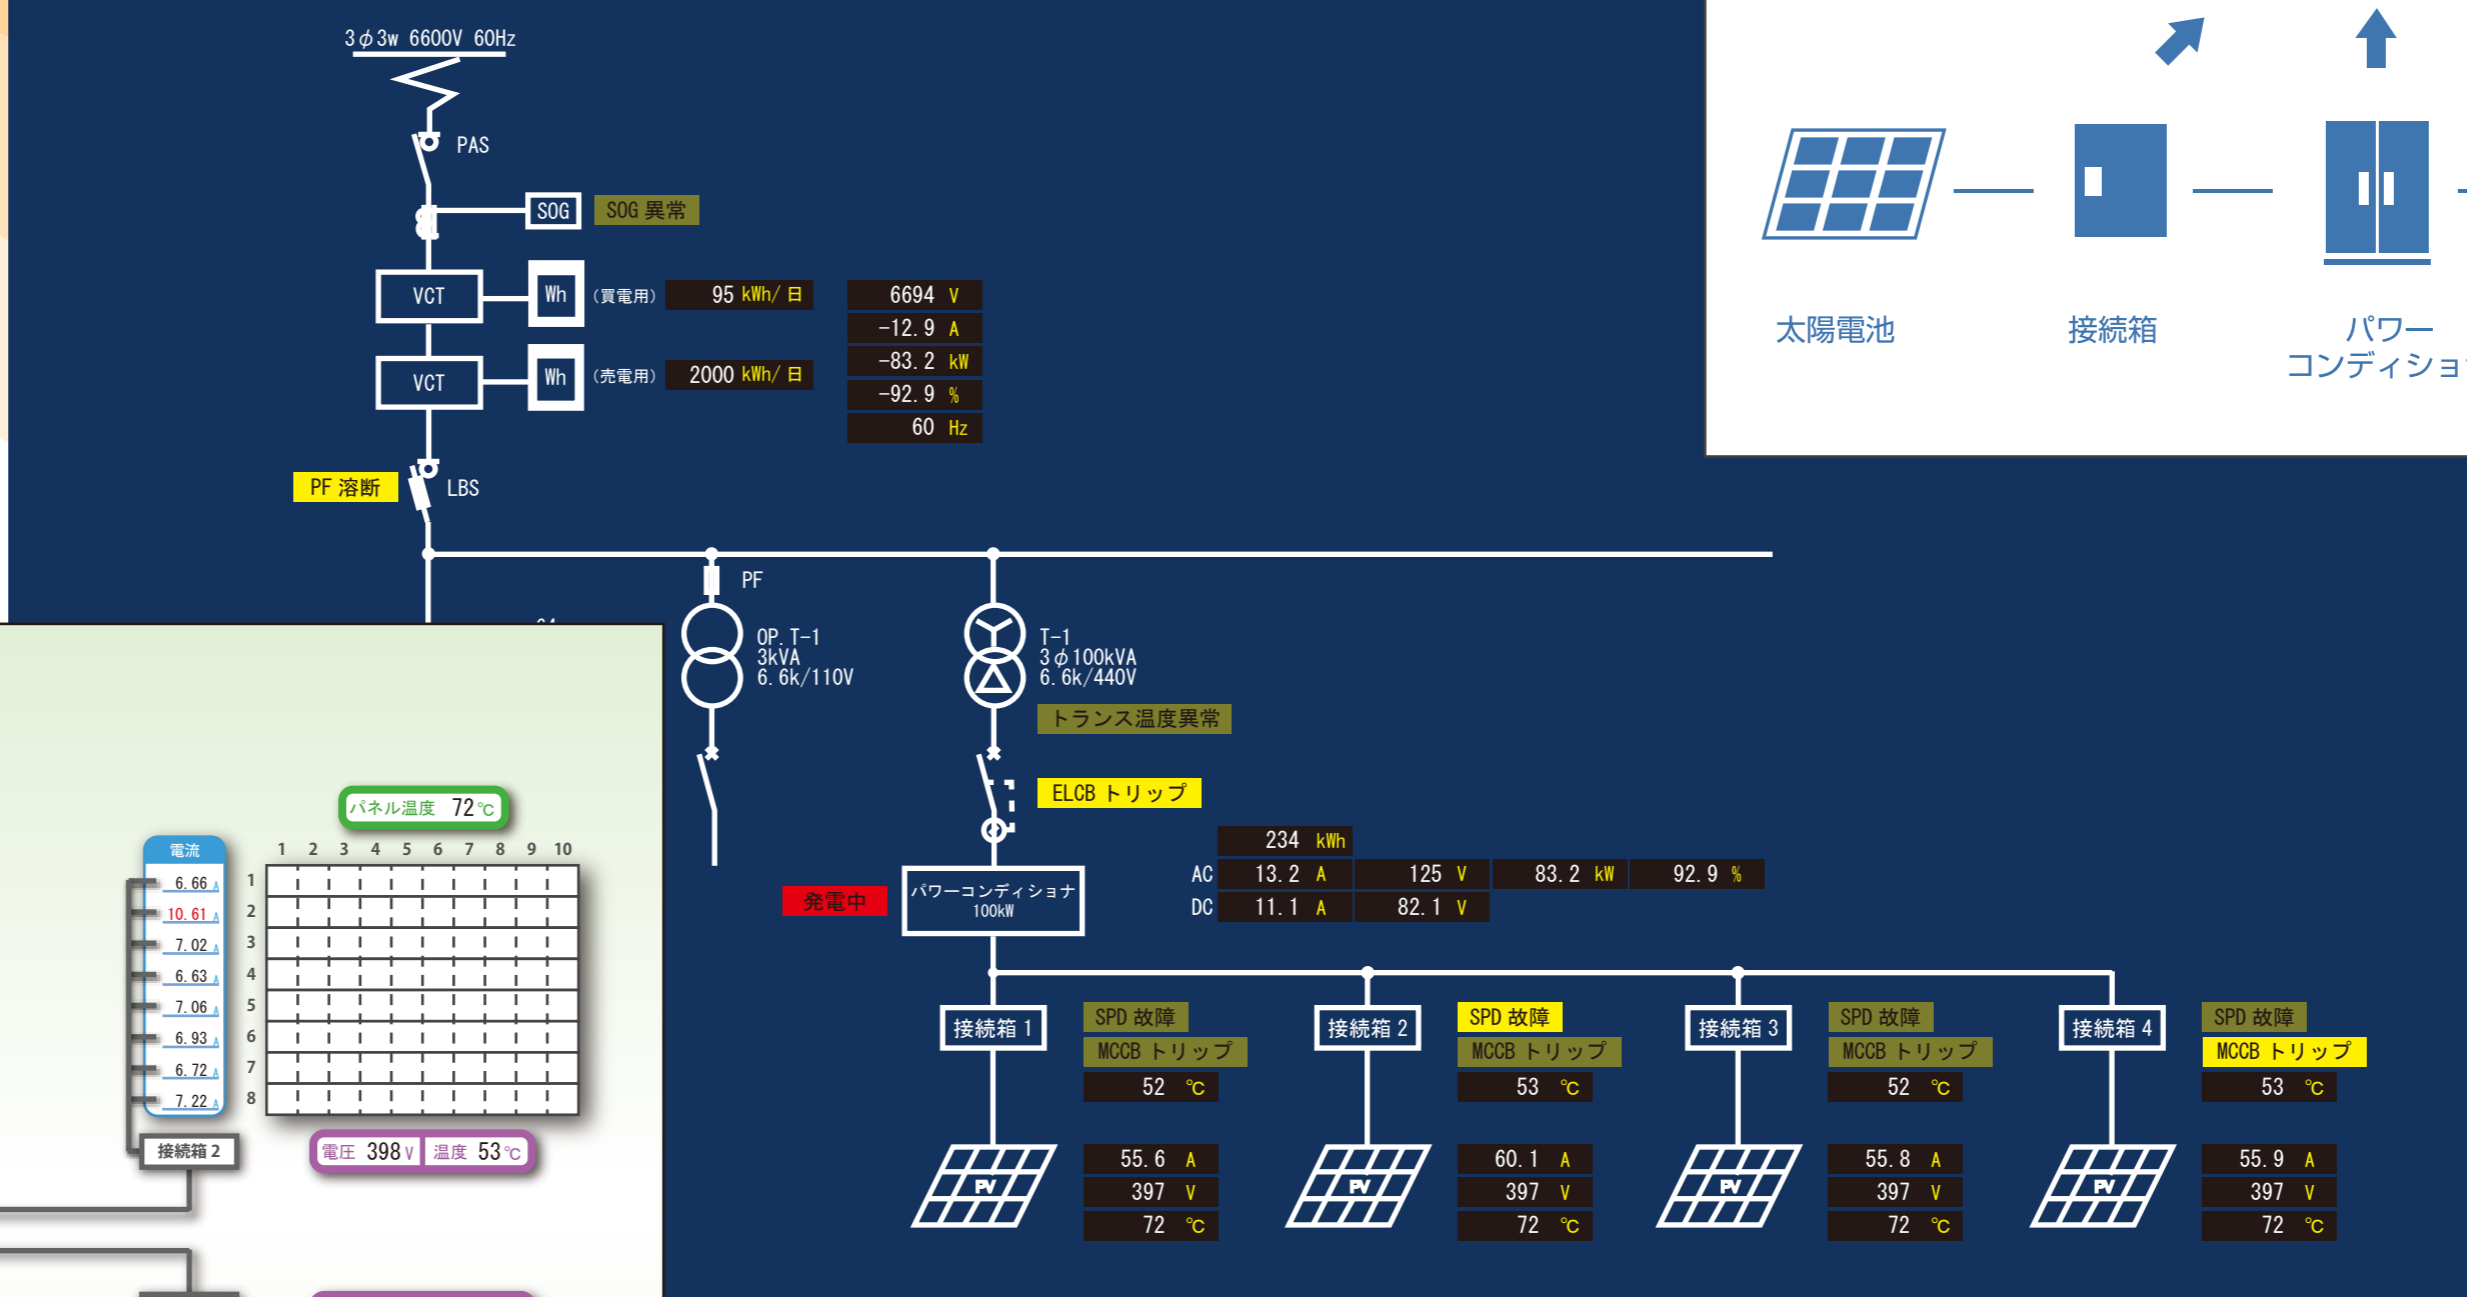 3φ3w 6600V 60Hz
PAS
SOG
SOG 異常
VCT
Wh
(買電用)
95 kWh/ 日
6694 V
-12.9 A
-83.2 kW
-92.9 %
60 Hz
VCT
Wh
(売電用)
2000 kWh/ 日
PF 溶断
LBS
太陽電池
接続箱
パワー
コンディショ
PF
OP.T-1
3kVA
6.6k/110V
T-1
3φ100kVA
6.6k/440V
トランス温度異常
ELCB トリップ
発電中
パワーコンディショナ
100kW
234 kWh
AC 13.2 A 125 V 83.2 kW 92.9 %
DC 11.1 A 82.1 V
接続箱 1
SPD 故障
MCCB トリップ
52 ℃
PV
55.6 A
397 V
72 ℃
接続箱 2
SPD 故障
MCCB トリップ
53 ℃
PV
60.1 A
397 V
72 ℃
接続箱 3
SPD 故障
MCCB トリップ
52 ℃
PV
55.8 A
397 V
72 ℃
接続箱 4
SPD 故障
MCCB トリップ
53 ℃
PV
55.9 A
397 V
72 ℃
パネル温度 72℃
電流
1 2 3 4 5 6 7 8 9 10
6.66 A 1
10.61 A 2
7.02 A 3
6.63 A 4
7.06 A 5
6.93 A 6
6.72 A 7
7.22 A 8
接続箱 2
電圧 398 V 温度 53℃